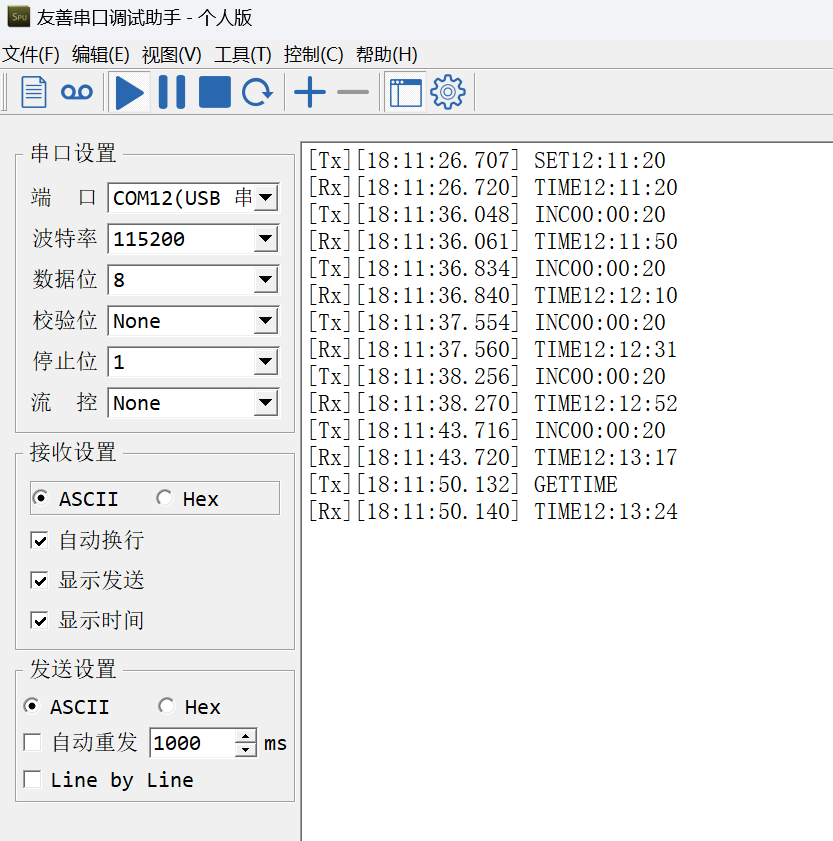 SPU 友善串口调试助手 - 个人版
文件(F) 编辑(E) 视图(V) 工具(T) 控制(C) 帮助(H)
串口设置
端 口 COM12(USB 串
波特率 115200
数据位 8
校验位 None
停止位 1
流 控 None
接收设置
ASCII Hex
自动换行
显示发送
显示时间
发送设置
ASCII Hex
自动重发 1000 ms
Line by Line
[Tx][18:11:26.707] SET12:11:20
[Rx][18:11:26.720] TIME12:11:20
[Tx][18:11:36.048] INC00:00:20
[Rx][18:11:36.061] TIME12:11:50
[Tx][18:11:36.834] INC00:00:20
[Rx][18:11:36.840] TIME12:12:10
[Tx][18:11:37.554] INC00:00:20
[Rx][18:11:37.560] TIME12:12:31
[Tx][18:11:38.256] INC00:00:20
[Rx][18:11:38.270] TIME12:12:52
[Tx][18:11:43.716] INC00:00:20
[Rx][18:11:43.720] TIME12:13:17
[Tx][18:11:50.132] GETTIME
[Rx][18:11:50.140] TIME12:13:24